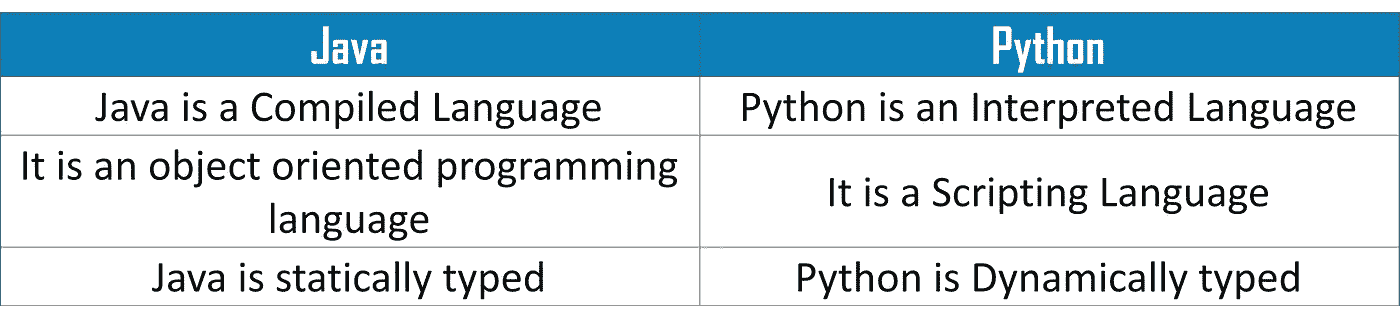 Java
Python
Java is a Compiled Language
Python is an Interpreted Language
It is an object oriented programming
language
It is a Scripting Language
Java is statically typed
Python is Dynamically typed